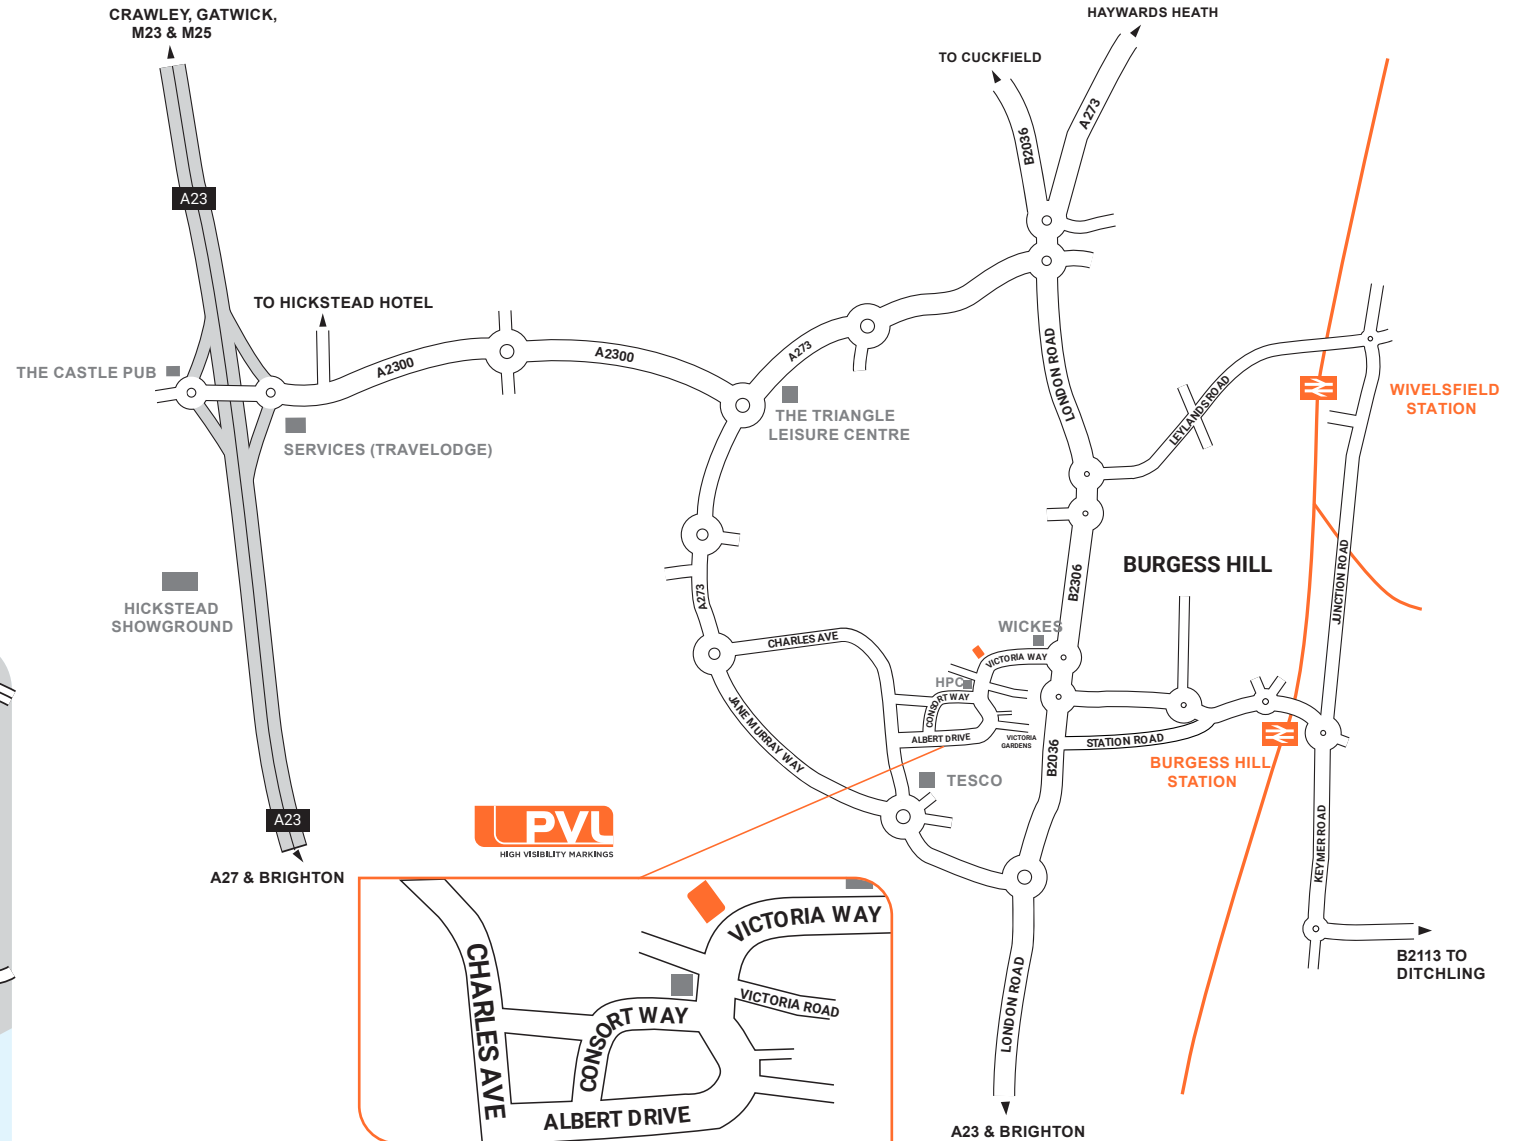 CRAWLEY, GATWICK,
M23 & M25
HAYWARDS HEATH
TO CUCKFIELD
A273
B2036
A23
TO HICKSTEAD HOTEL
A2300
A2300
A273
LONDON ROAD
THE CASTLE PUB
LEYLANDS ROAD
WIVELSFIELD
STATION
THE TRIANGLE
LEISURE CENTRE
SERVICES (TRAVELODGE)
BURGESS HILL
B2306
JUNCTION ROAD
HICKSTEAD
SHOWGROUND
A273
WICKES
CHARLES AVE
VICTORIA WAY
HPC
CONSORT WAY
ALBERT DRIVE
VICTORIA
GARDENS
JANE MURRAY WAY
B2036
STATION ROAD
BURGESS HILL
STATION
TESCO
A23
PVL
HIGH VISIBILITY MARKINGS
KEYMER ROAD
A27 & BRIGHTON
VICTORIA WAY
CHARLES AVE
VICTORIA ROAD
CONSORT WAY
ALBERT DRIVE
LONDON ROAD
B2113 TO
DITCHLING
A23 & BRIGHTON